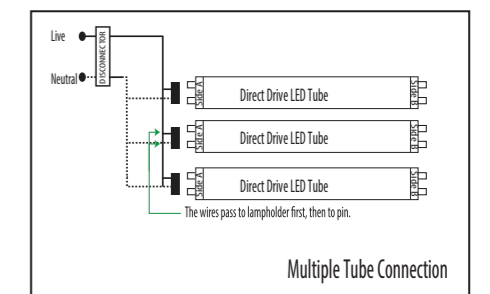 Live
Neutral
DISCONNECTOR
Side A
Direct Drive LED Tube
Side B
Side A
Direct Drive LED Tube
Side B
Side A
Direct Drive LED Tube
Side B
The wires pass to lampholder first, then to pin.
Multiple Tube Connection